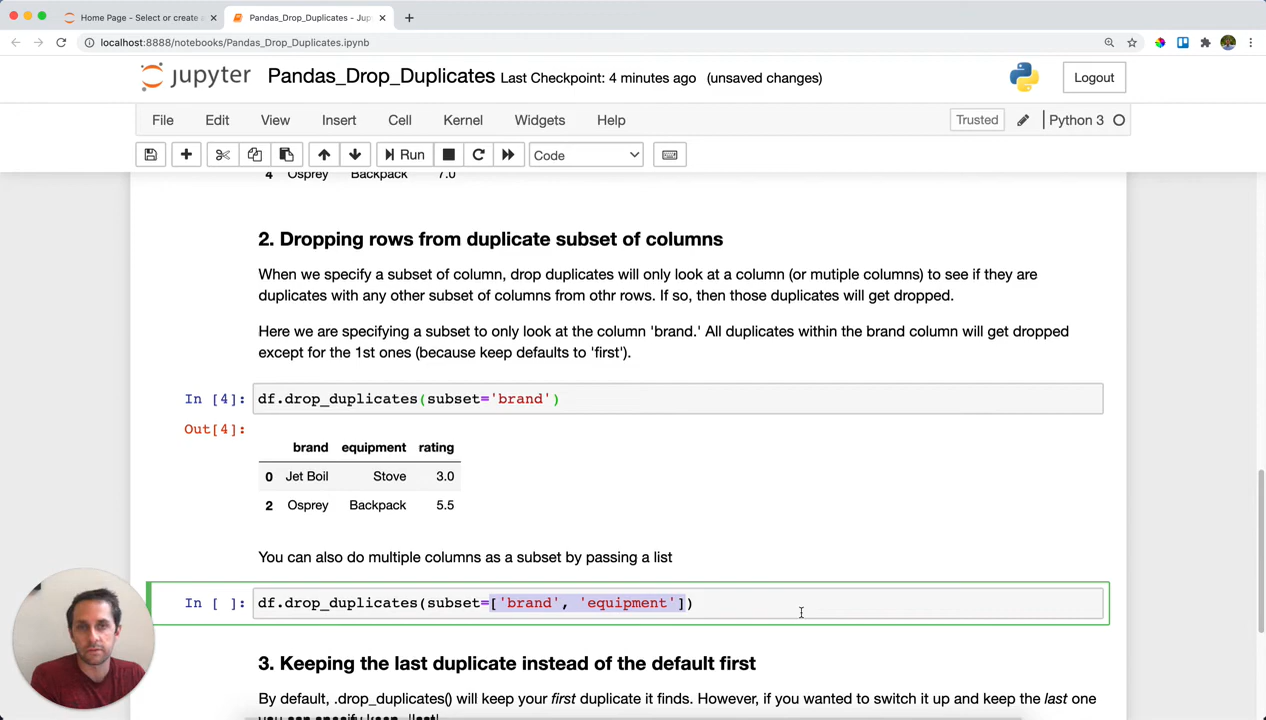 Home Page - Select or create a
Pandas_Drop_Duplicates - Jup
localhost:8888/notebooks/Pandas_Drop_Duplicates.ipynb
jupyter Pandas_Drop_Duplicates Last Checkpoint: 4 minutes ago (unsaved changes) Logout
File Edit View Insert Cell Kernel Widgets Help Trusted Python 3
Run Code
4 Osprey Backpack 7.0
2. Dropping rows from duplicate subset of columns
When we specify a subset of column, drop duplicates will only look at a column (or mutiple columns) to see if they are
duplicates with any other subset of columns from othr rows. If so, then those duplicates will get dropped.
Here we are specifying a subset to only look at the column 'brand.' All duplicates within the brand column will get dropped
except for the 1st ones (because keep defaults to 'first').
In [4]: df.drop_duplicates(subset='brand')
Out[4]:
brand equipment rating
0 Jet Boil Stove 3.0
2 Osprey Backpack 5.5
You can also do multiple columns as a subset by passing a list
In [ ]: df.drop_duplicates(subset=['brand', 'equipment'])
3. Keeping the last duplicate instead of the default first
By default, .drop_duplicates() will keep your first duplicate it finds. However, if you wanted to switch it up and keep the last one
you can specify keep